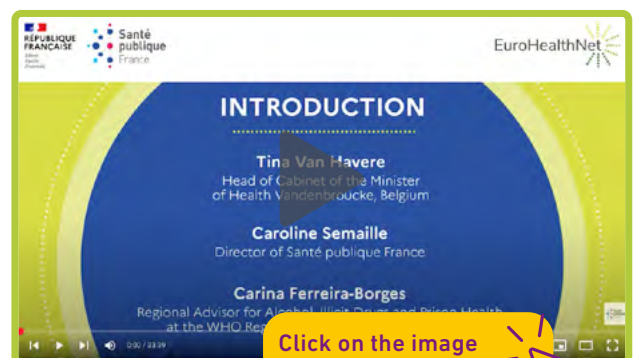 RÉPUBLIQUE
FRANÇAISE
Santé
publique
France
EuroHealthNet
INTRODUCTION
Tina Van Havere
Head of Cabinet of the Minister
of Health Vandenbroucke, Belgium
Caroline Semaille
Director of Santé publique France
Carina Ferreira-Borges
Regional Advisor for Alcohol, Illicit Drugs and Prison Health
at the WHO Reg
0:00 / 33:39
Click on the image